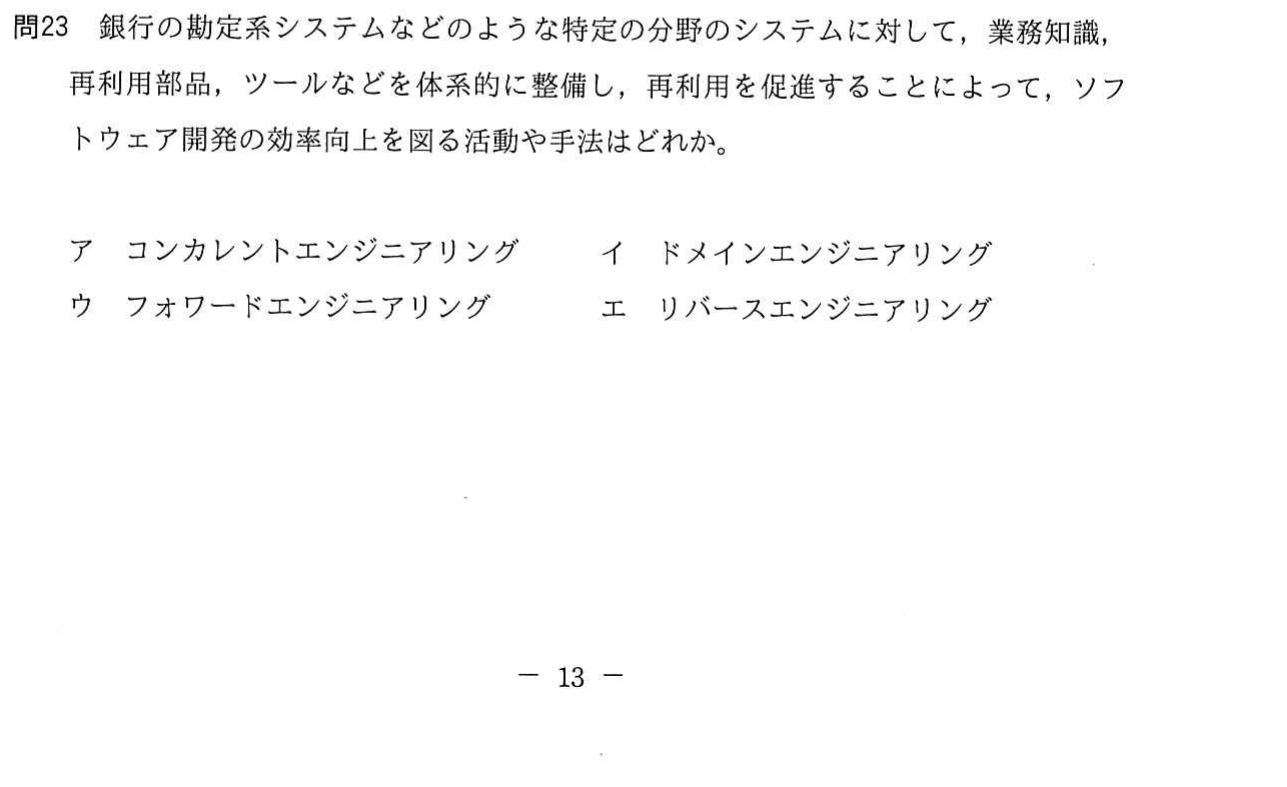 問23　銀行の勘定系システムなどのような特定の分野のシステムに対して，業務知識，
再利用部品，ツールなどを体系的に整備し，再利用を促進することによって，ソフ
トウェア開発の効率向上を図る活動や手法はどれか。
ア　コンカレントエンジニアリング　　　イ　ドメインエンジニアリング
ウ　フォワードエンジニアリング　　　エ　リバースエンジニアリング
－ 13 －